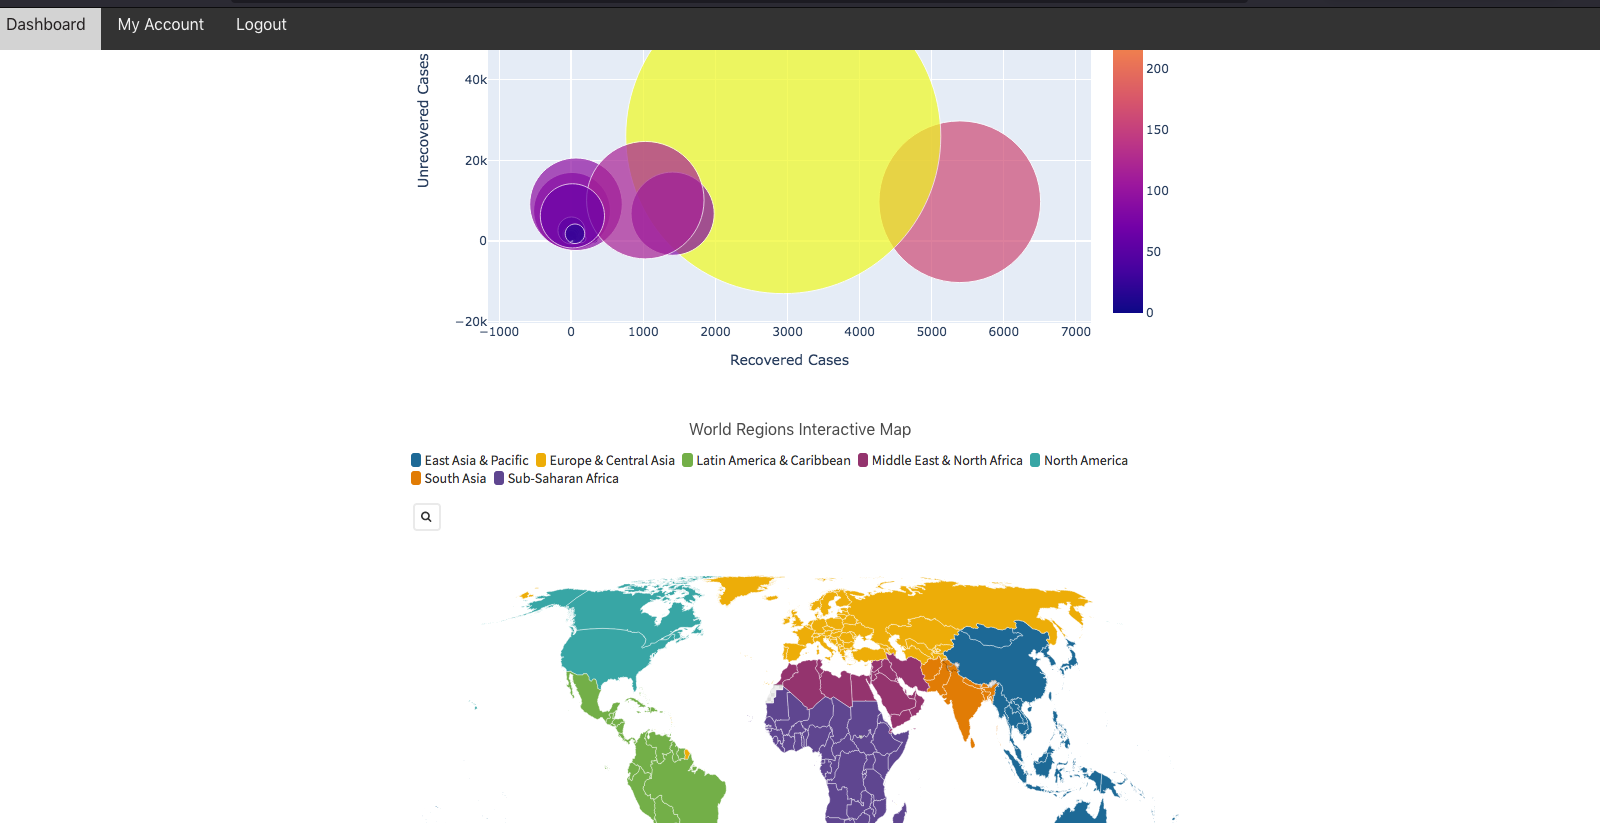 Dashboard My Account Logout
Unrecovered Cases
40k
20k
0
−20k
−1000 0 1000 2000 3000 4000 5000 6000 7000
Recovered Cases
200
150
100
50
0
World Regions Interactive Map
East Asia & Pacific Europe & Central Asia Latin America & Caribbean Middle East & North Africa North America
South Asia Sub-Saharan Africa